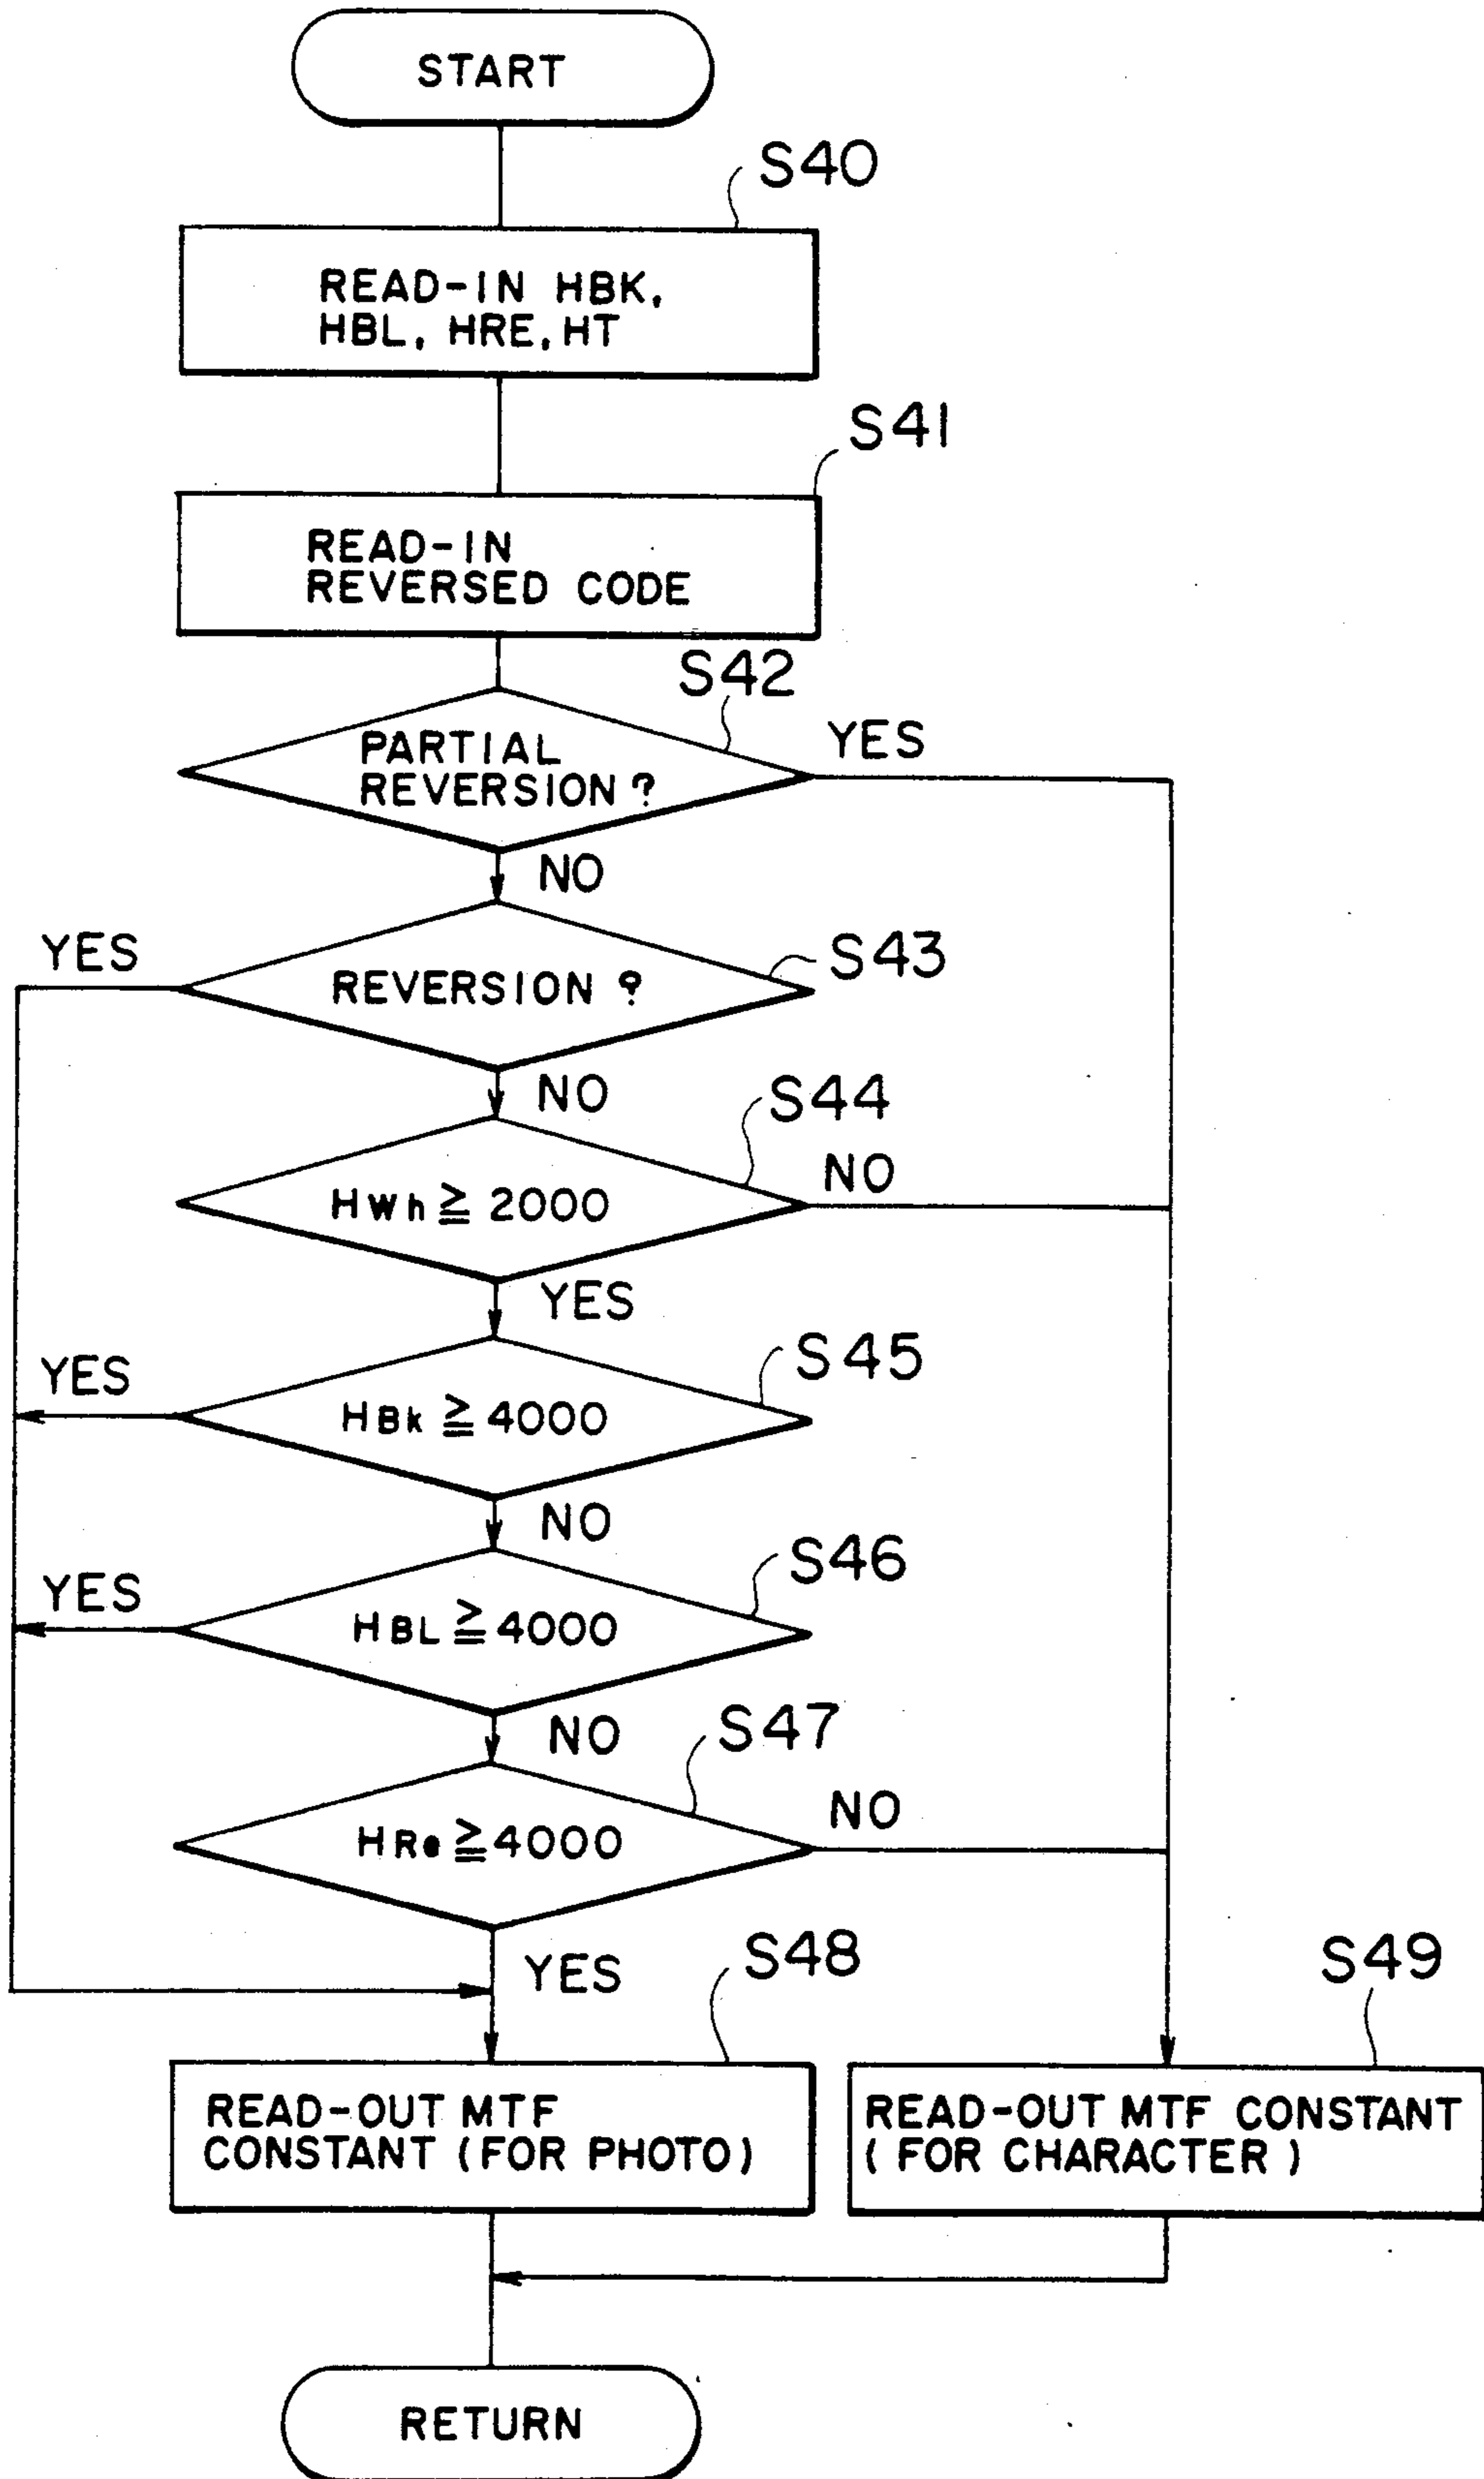 START
S40
READ-IN HBK,
HBL, HRE, HT
S41
READ-IN
REVERSED CODE
S42
PARTIAL
REVERSION?
YES
NO
YES
REVERSION?
S43
NO
S44
HWh ≧ 2000
NO
YES
S45
YES
HBk ≧ 4000
NO
S46
YES
HBL ≧ 4000
NO
S47
HRe ≧ 4000
NO
YES
S48
S49
READ-OUT MTF
CONSTANT (FOR PHOTO)
READ-OUT MTF CONSTANT
(FOR CHARACTER)
RETURN